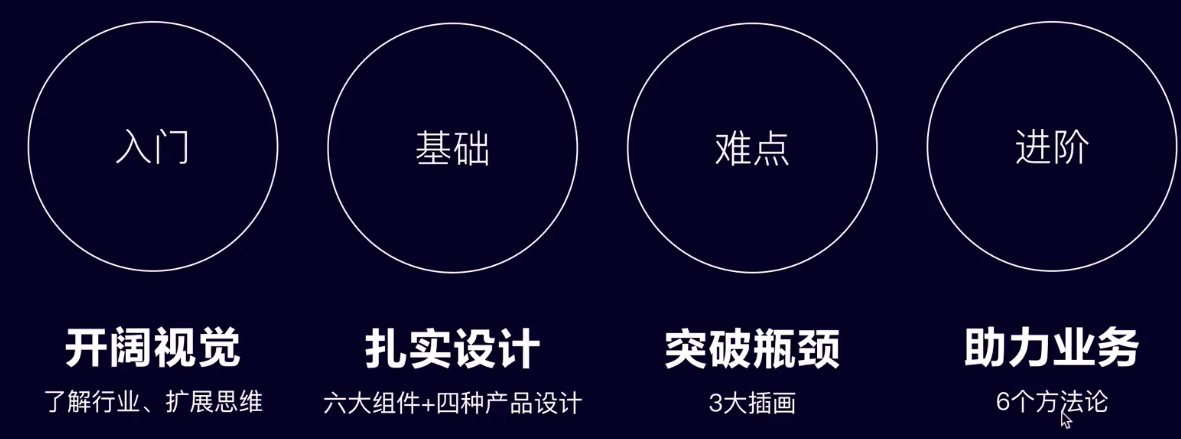 入门
基础
难点
进阶
开阔视觉
扎实设计
突破瓶颈
助力业务
了解行业、扩展思维
六大组件+四种产品设计
3大插画
6个方法论